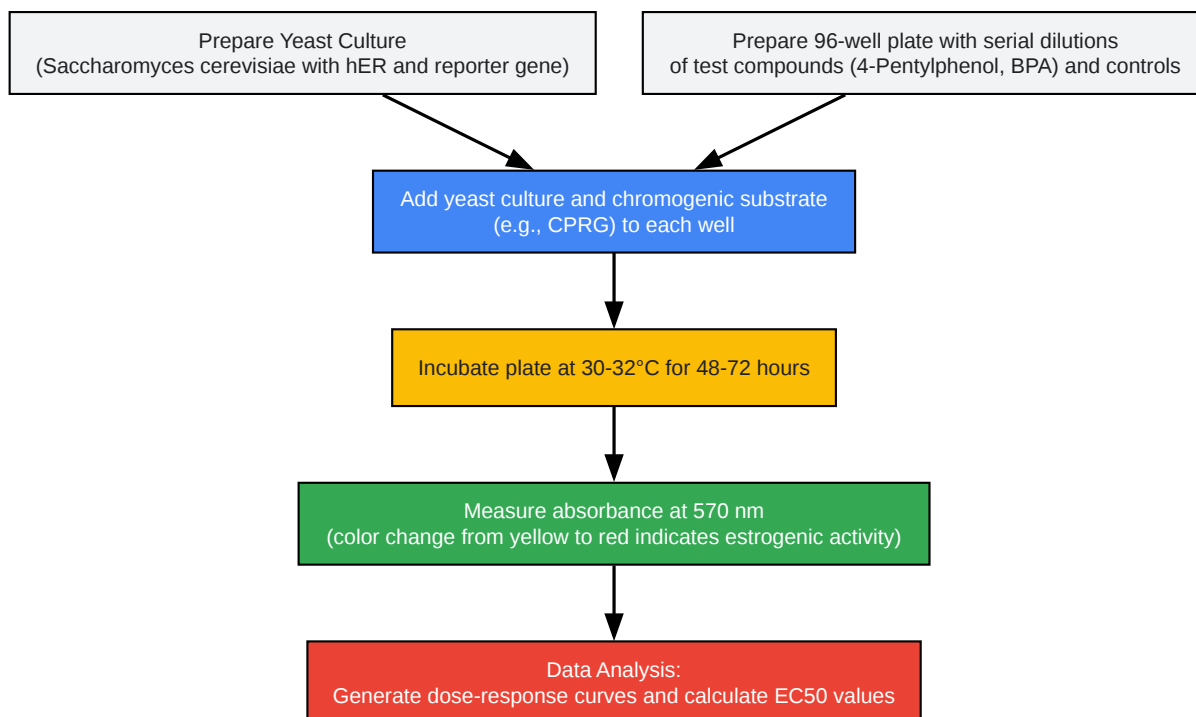 Prepare Yeast Culture
(Saccharomyces cerevisiae with hER and reporter gene)
Prepare 96-well plate with serial dilutions
of test compounds (4-Pentylphenol, BPA) and controls
Add yeast culture and chromogenic substrate
(e.g., CPRG) to each well
Incubate plate at 30-32°C for 48-72 hours
Measure absorbance at 570 nm
(color change from yellow to red indicates estrogenic activity)
Data Analysis:
Generate dose-response curves and calculate EC50 values